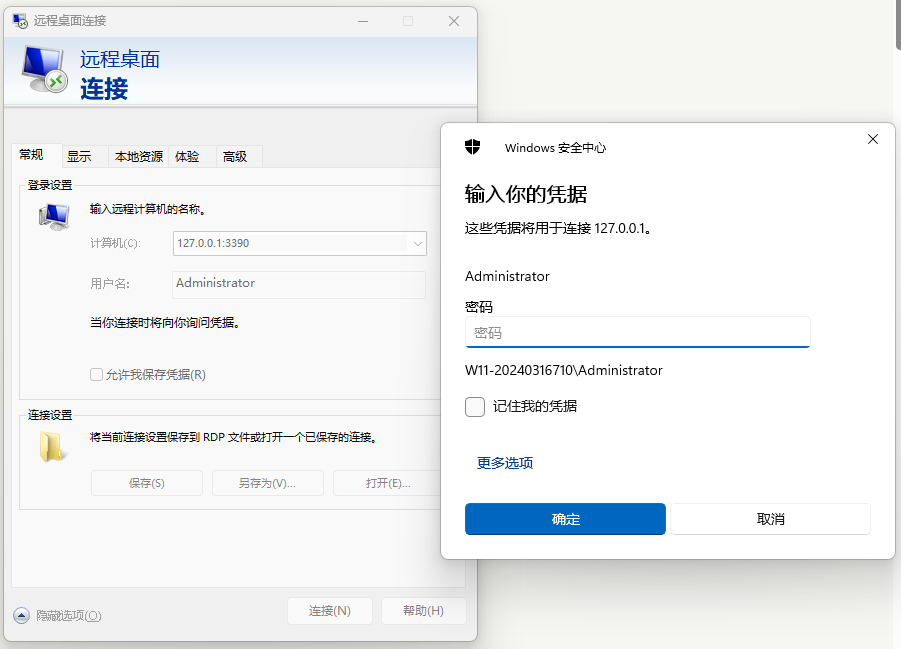 远程桌面连接
远程桌面
连接
常规 显示 本地资源 体验 高级
登录设置
输入远程计算机的名称。
计算机(C): 127.0.0.1:3390
用户名: Administrator
当你连接时将向你询问凭据。
允许我保存凭据(R)
连接设置
将当前连接设置保存到 RDP 文件或打开一个已保存的连接。
保存(S) 另存为(V)... 打开(E)...
隐藏选项(O) 连接(N) 帮助(H)
Windows 安全中心
输入你的凭据
这些凭据将用于连接 127.0.0.1。
Administrator
密码
密码
W11-20240316710\Administrator
记住我的凭据
更多选项
确定 取消